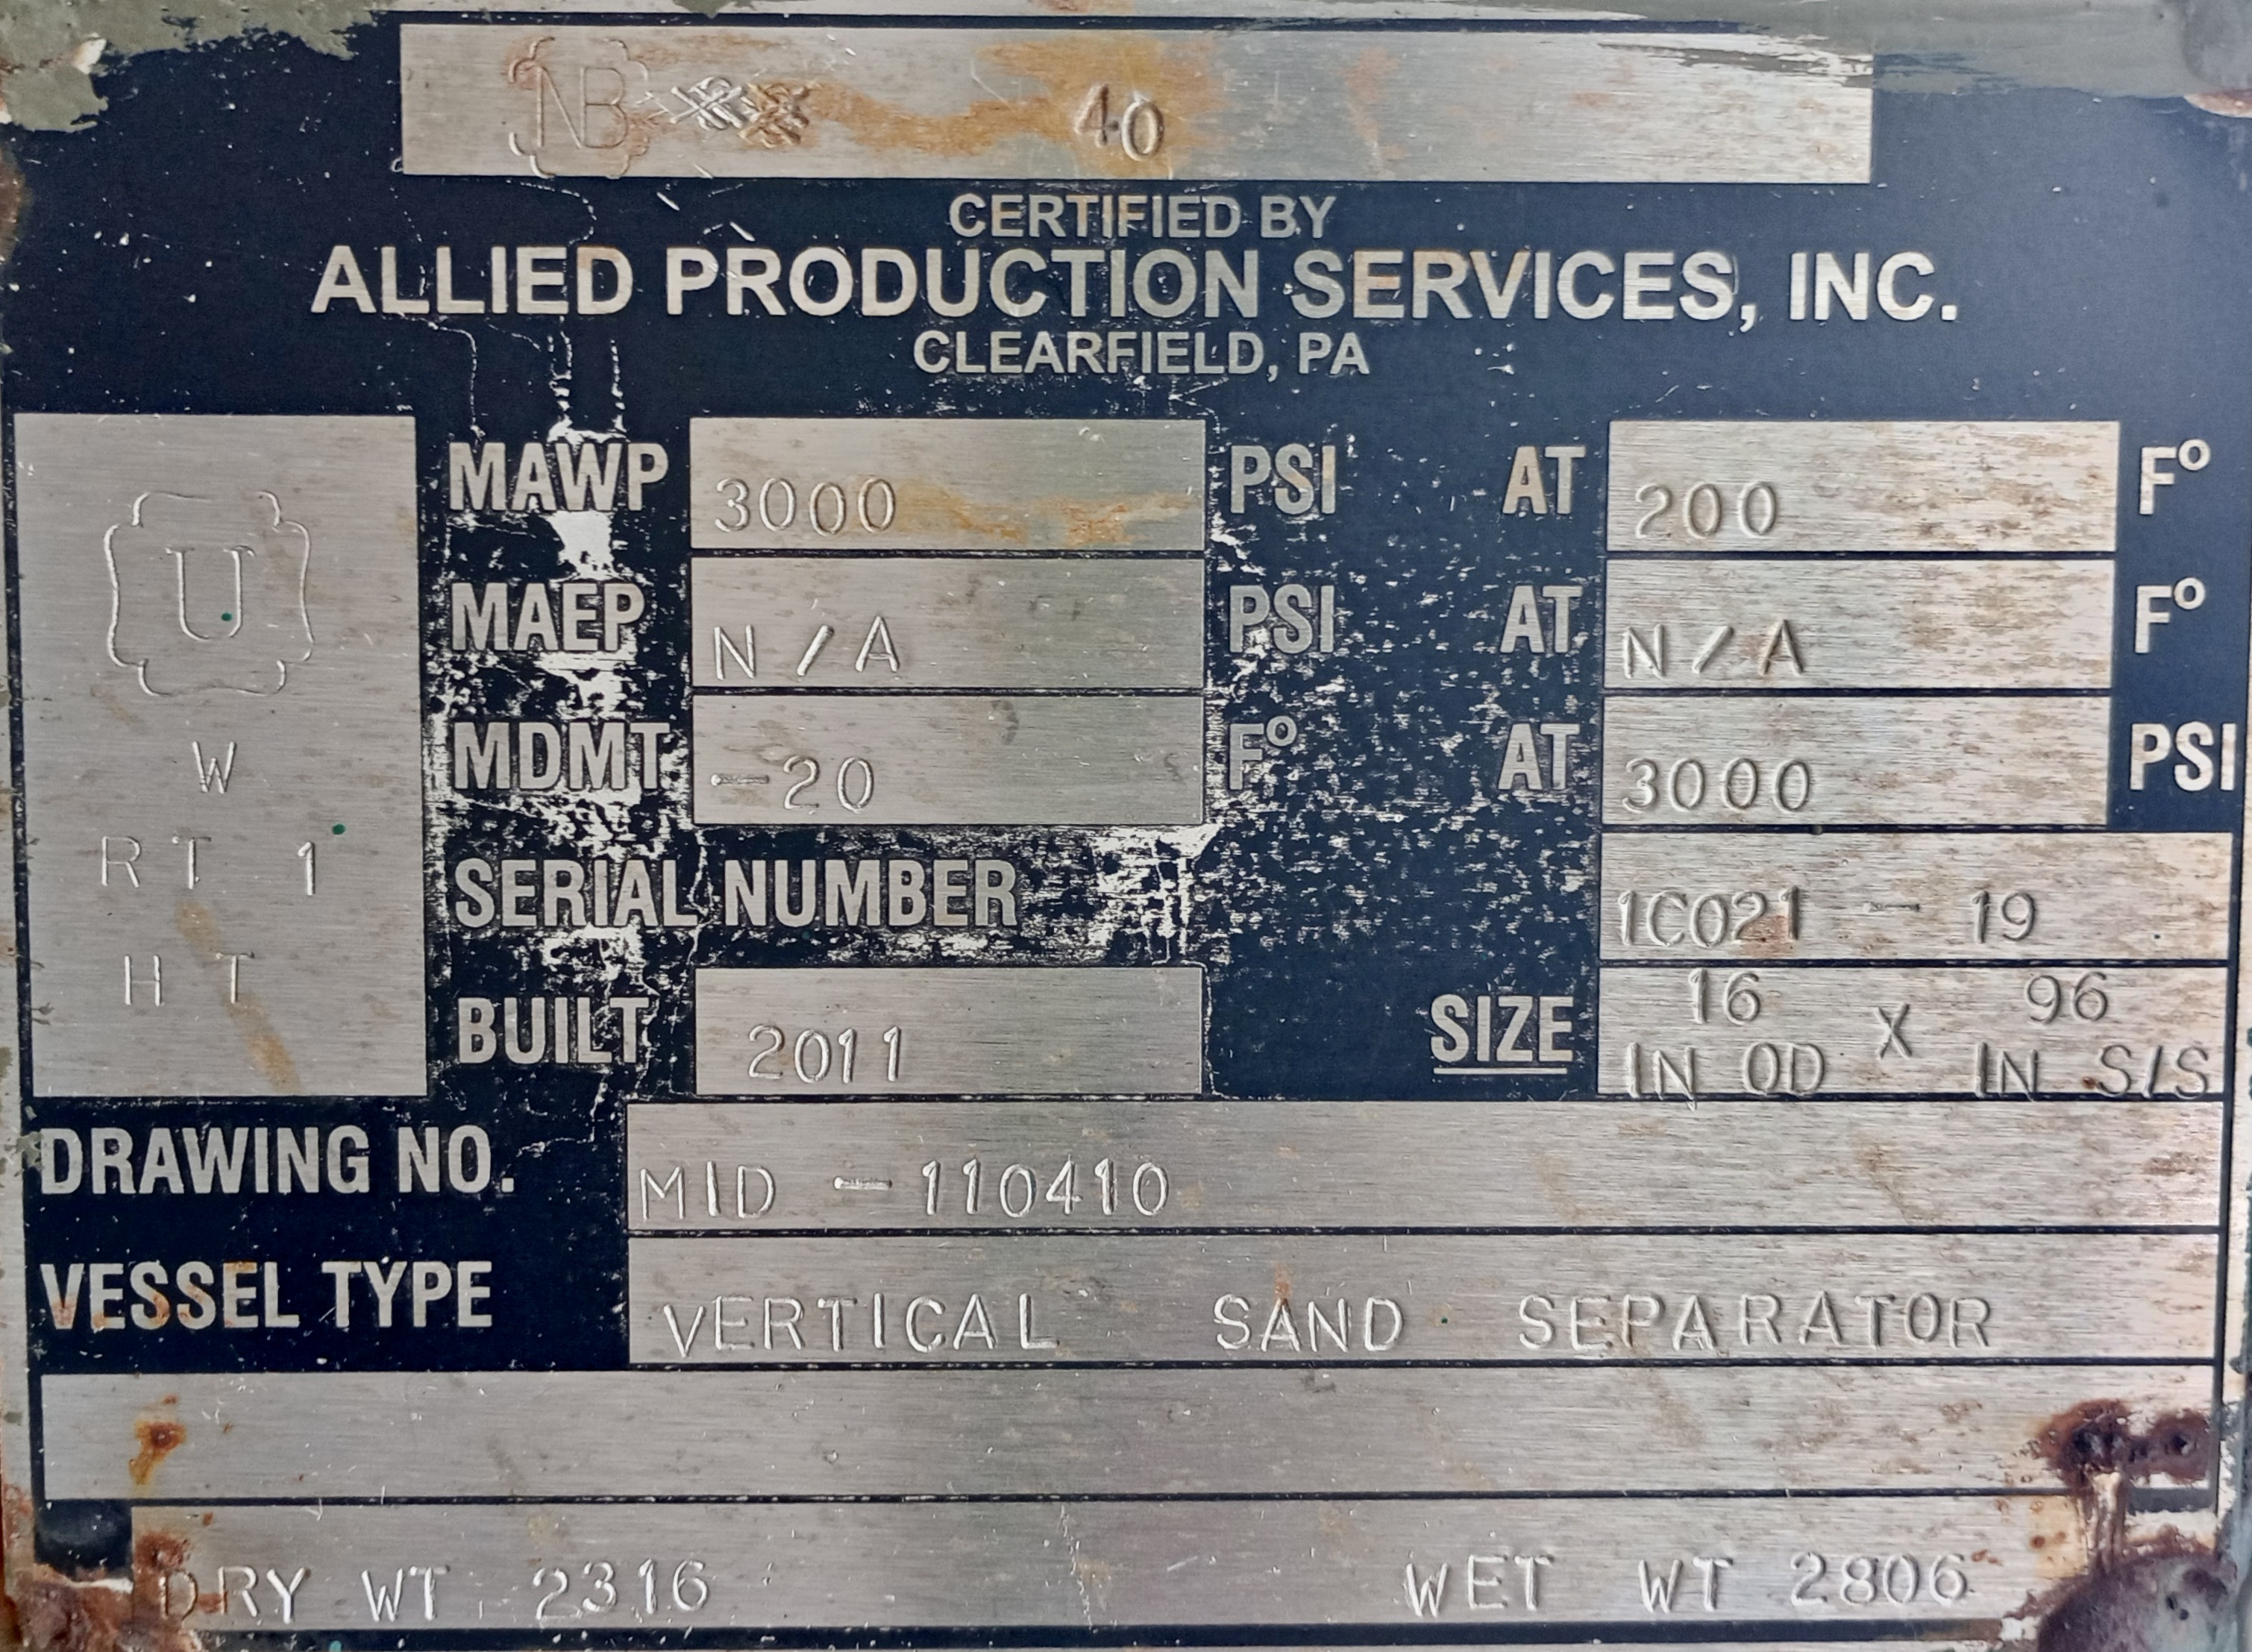 NB 40
CERTIFIED BY
ALLIED PRODUCTION SERVICES, INC.
CLEARFIELD, PA
U
W
RT 1
HT
MAWP 3000 PSI AT 200 F°
MAEP N/A PSI AT N/A F°
MDMT -20 F° AT 3000 PSI
SERIAL NUMBER 1C021 - 19
BUILT 2011 SIZE 16 IN OD X 96 IN S/S
DRAWING NO. MID - 110410
VESSEL TYPE VERTICAL SAND SEPARATOR
DRY WT 2316 WET WT 2806